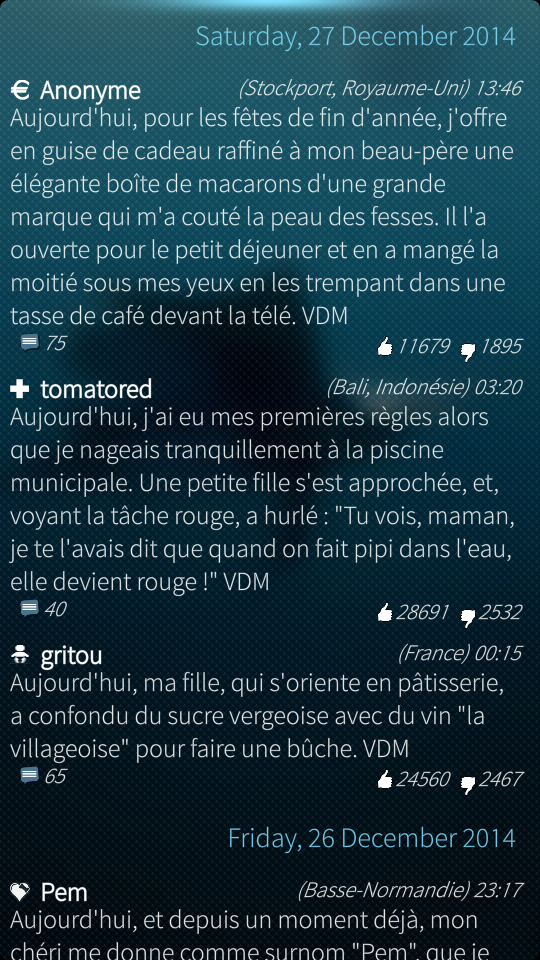 Saturday, 27 December 2014
Anonyme (Stockport, Royaume-Uni) 13:46
Aujourd'hui, pour les fêtes de fin d'année, j'offre
en guise de cadeau raffiné à mon beau-père une
élégante boîte de macarons d'une grande
marque qui m'a couté la peau des fesses. Il l'a
ouverte pour le petit déjeuner et en a mangé la
moitié sous mes yeux en les trempant dans une
tasse de café devant la télé. VDM
75 11679 1895
tomatored (Bali, Indonésie) 03:20
Aujourd'hui, j'ai eu mes premières règles alors
que je nageais tranquillement à la piscine
municipale. Une petite fille s'est approchée, et,
voyant la tâche rouge, a hurlé : "Tu vois, maman,
je te l'avais dit que quand on fait pipi dans l'eau,
elle devient rouge !" VDM
40 28691 2532
gritou (France) 00:15
Aujourd'hui, ma fille, qui s'oriente en pâtisserie,
a confondu du sucre vergeoise avec du vin "la
villageoise" pour faire une bûche. VDM
65 24560 2467
Friday, 26 December 2014
Pem (Basse-Normandie) 23:17
Aujourd'hui, et depuis un moment déjà, mon
chéri me donne comme surnom "Pem", que je